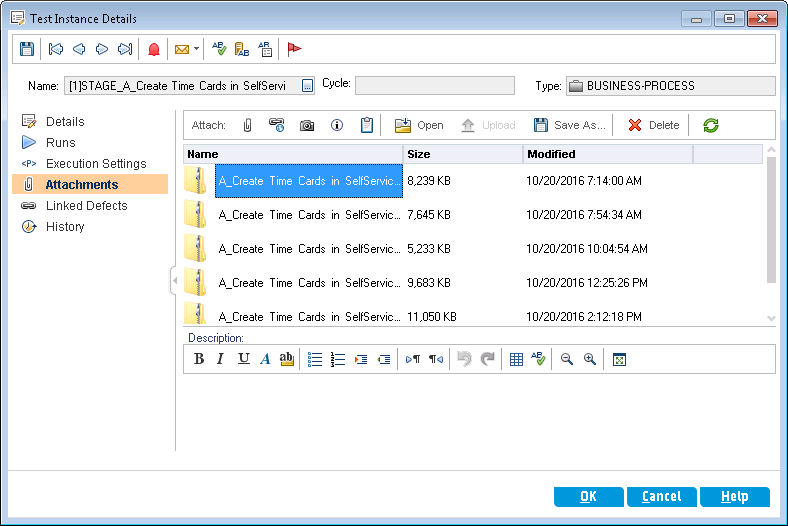 Test Instance Details
Name: [1]STAGE_A_Create Time Cards in SelfServi Cycle: Type: BUSINESS-PROCESS
Details
Runs
Execution Settings
Attachments
Linked Defects
History
Attach: Open Upload Save As... Delete
Name Size Modified
A_Create Time Cards in SelfServic... 8,239 KB 10/20/2016 7:14:00 AM
A_Create Time Cards in SelfServic... 7,645 KB 10/20/2016 7:54:34 AM
A_Create Time Cards in SelfServic... 5,233 KB 10/20/2016 10:04:54 AM
A_Create Time Cards in SelfServic... 9,683 KB 10/20/2016 12:25:26 PM
A_Create Time Cards in SelfServic... 11,050 KB 10/20/2016 2:12:18 PM
Description:
B I U A ab
OK Cancel Help